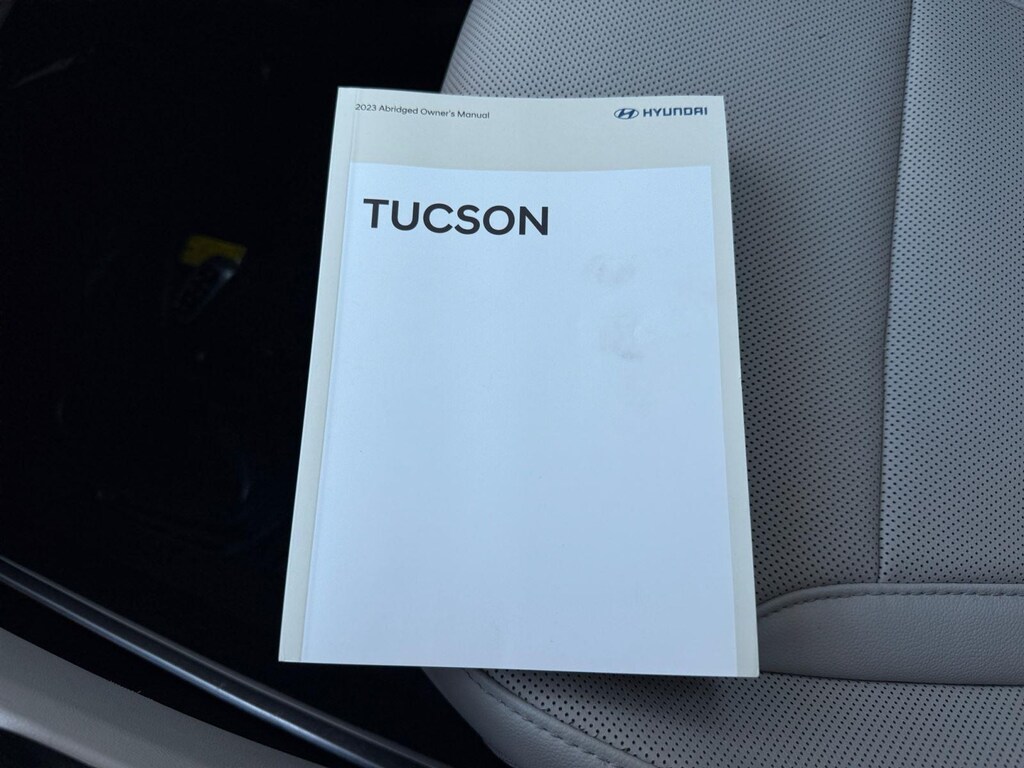 2023 Abridged Owner's Manual
HYUNDAI
TUCSON